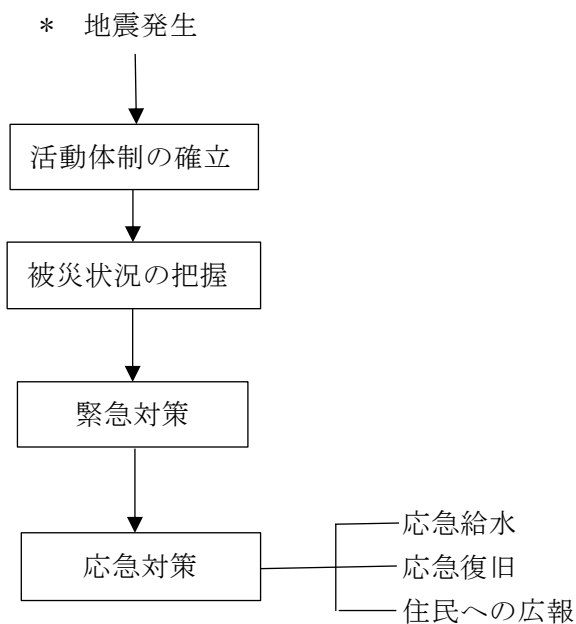 * 地震発生
活動体制の確立
被災状況の把握
緊急対策
応急給水
応急対策
応急復旧
住民への広報